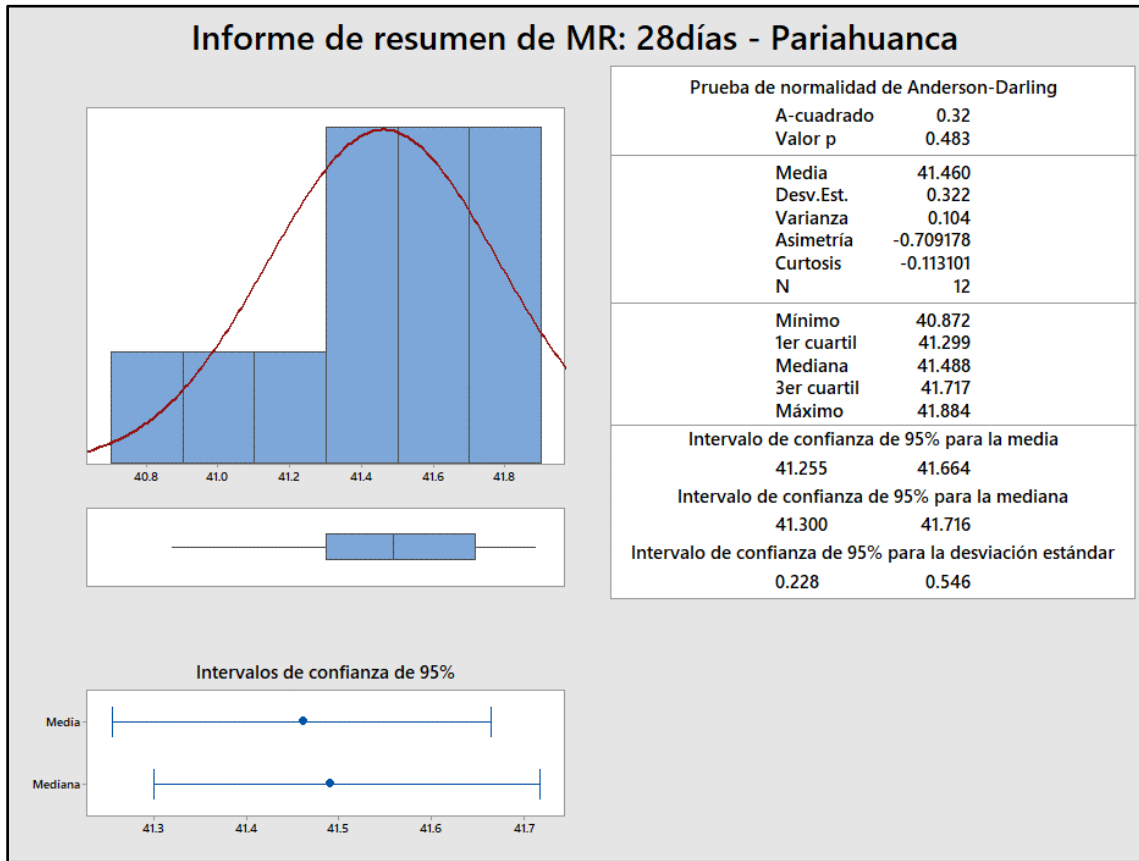 Informe de resumen de MR: 28días - Pariahuanca
40.8 41.0 41.2 41.4 41.6 41.8
Intervalos de confianza de 95%
Media
Mediana
41.3 41.4 41.5 41.6 41.7
Prueba de normalidad de Anderson-Darling
A-cuadrado 0.32
Valor p 0.483
Media 41.460
Desv.Est. 0.322
Varianza 0.104
Asimetría -0.709178
Curtosis -0.113101
N 12
Mínimo 40.872
1er cuartil 41.299
Mediana 41.488
3er cuartil 41.717
Máximo 41.884
Intervalo de confianza de 95% para la media
41.255 41.664
Intervalo de confianza de 95% para la mediana
41.300 41.716
Intervalo de confianza de 95% para la desviación estándar
0.228 0.546